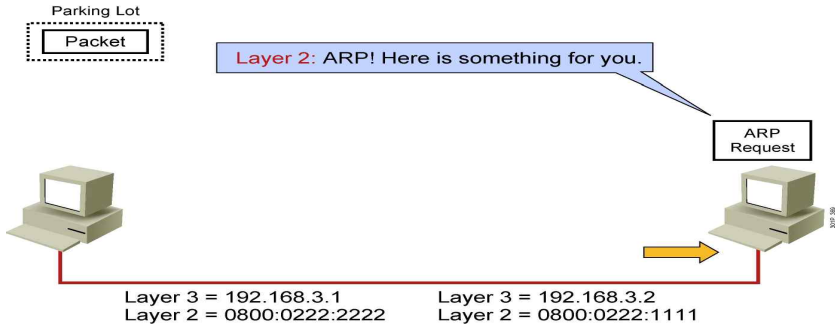 Parking Lot
Packet
Layer 2: ARP! Here is something for you.
ARP
Request
Layer 3 = 192.168.3.1
Layer 2 = 0800:0222:2222
Layer 3 = 192.168.3.2
Layer 2 = 0800:0222:1111